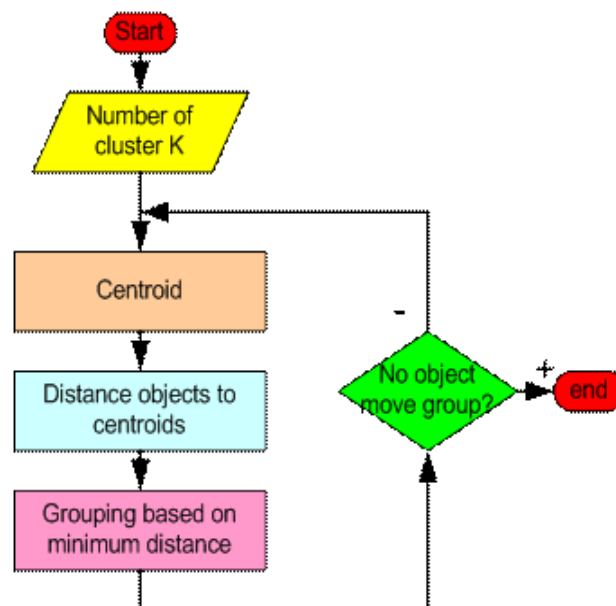 Start
Number of
cluster K
Centroid
Distance objects to
centroids
Grouping based on
minimum distance
-
No object
move group?
+
end